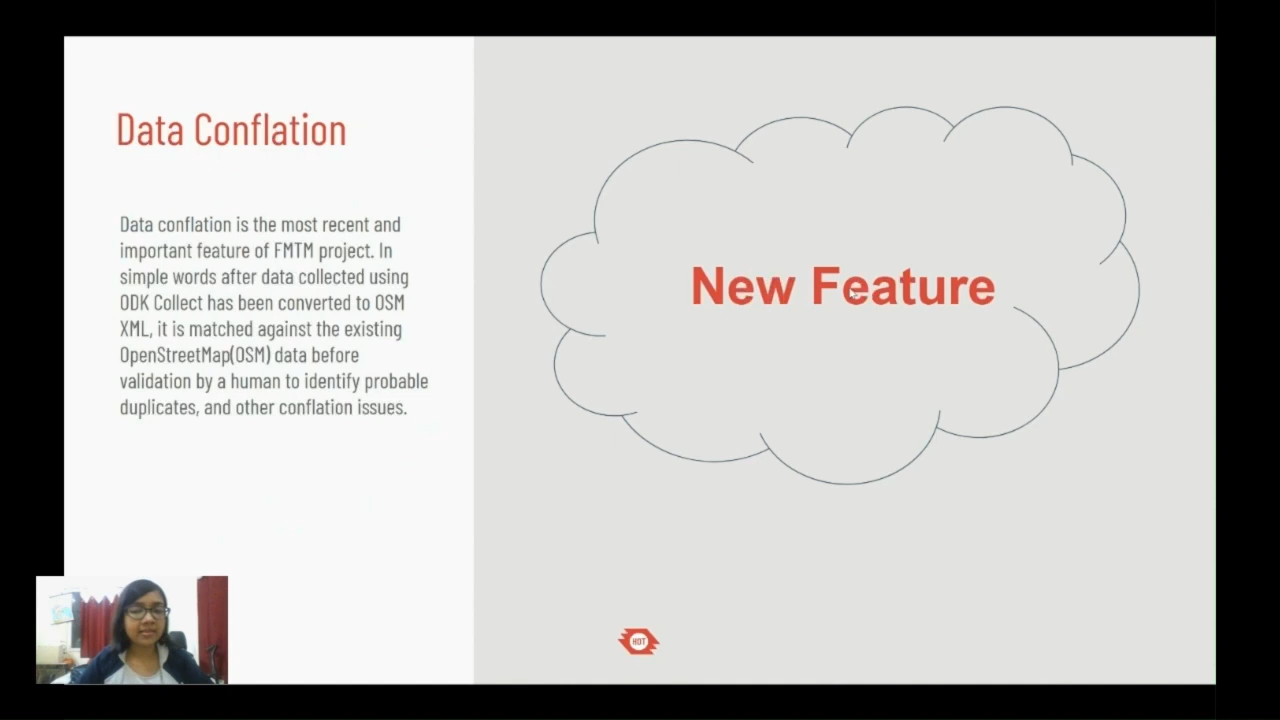 Data Conflation
Data conflation is the most recent and
important feature of FMTM project. In
simple words after data collected using
ODK Collect has been converted to OSM
XML, it is matched against the existing
OpenStreetMap(OSM) data before
validation by a human to identify probable
duplicates, and other conflation issues.
New Feature
HOT